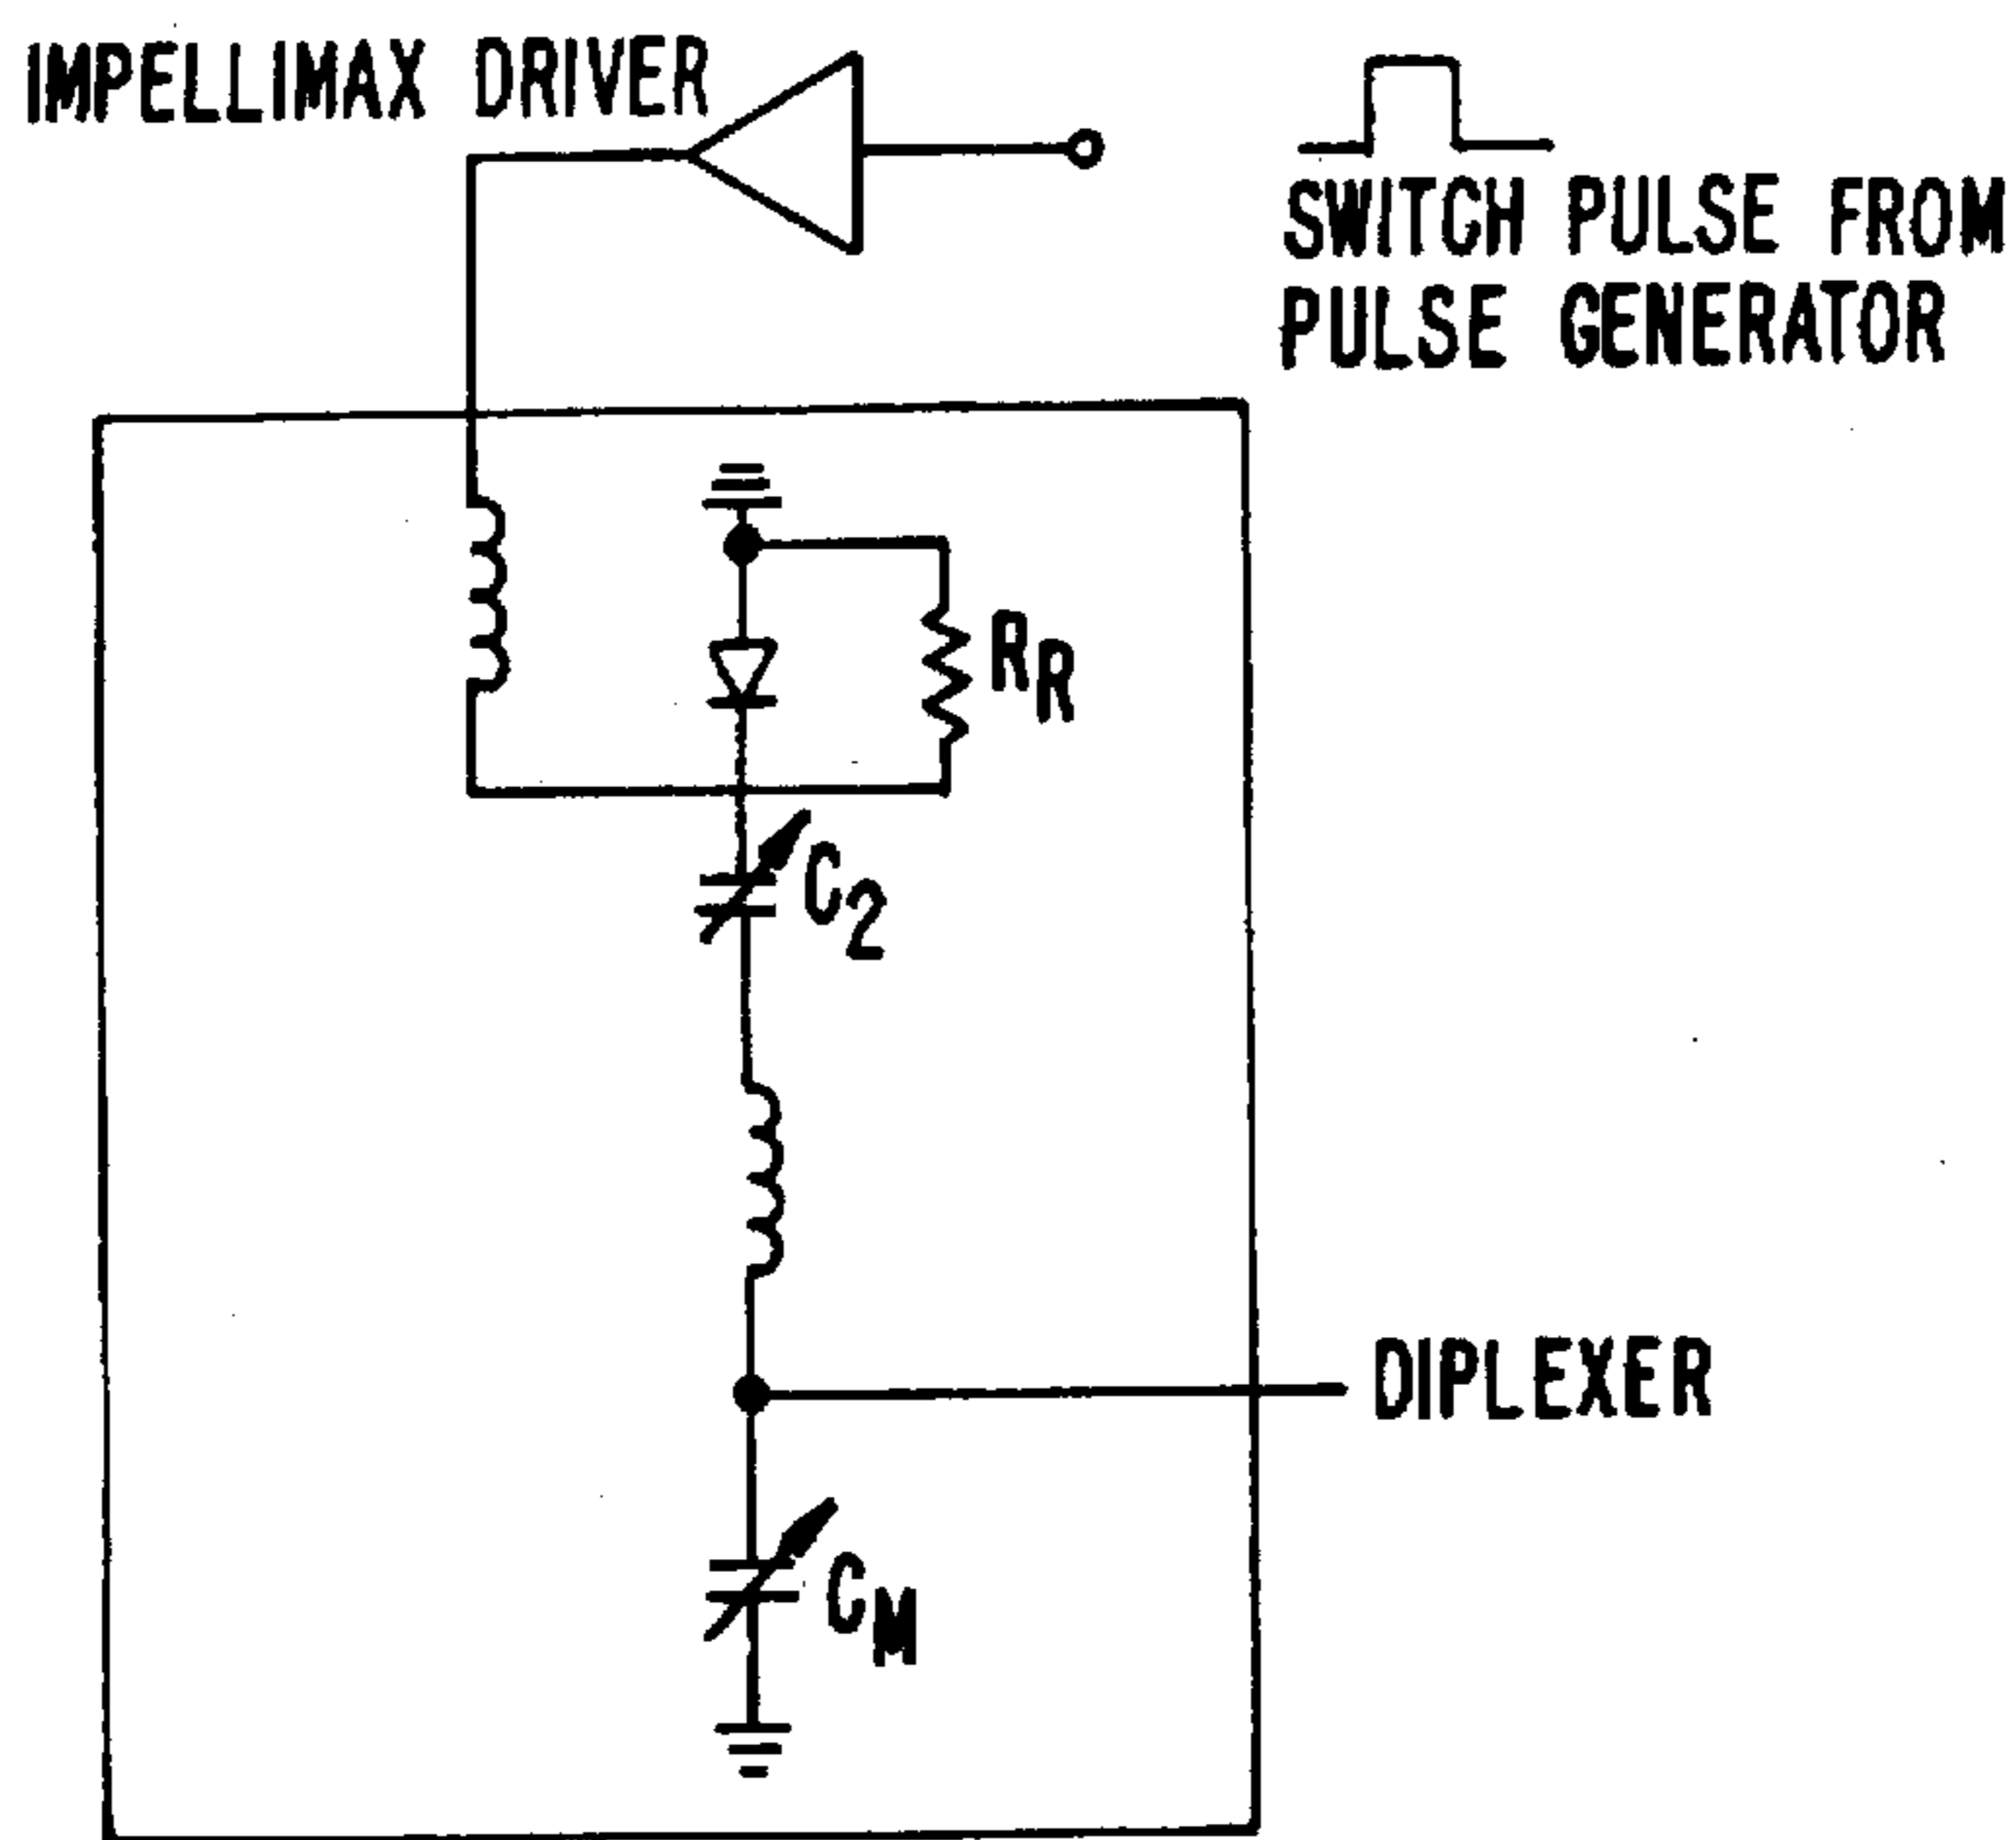 IMPELLIMAX DRIVER
SWITCH PULSE FROM
PULSE GENERATOR
RR
C2
DIPLEXER
CM